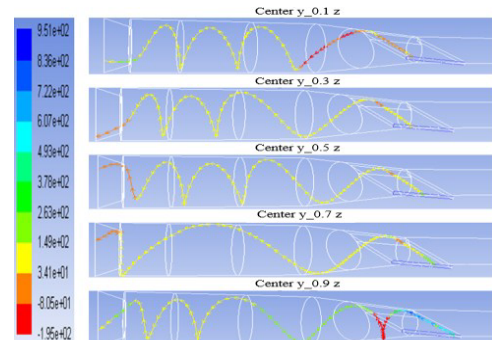 Center y_0.1 z
Center y_0.3 z
Center y_0.5 z
Center y_0.7 z
Center y_0.9 z
9.51e+02
8.36e+02
7.22e+02
6.07e+02
4.93e+02
3.78e+02
2.63e+02
1.49e+02
3.41e+01
-8.05e+01
-1.95e+02